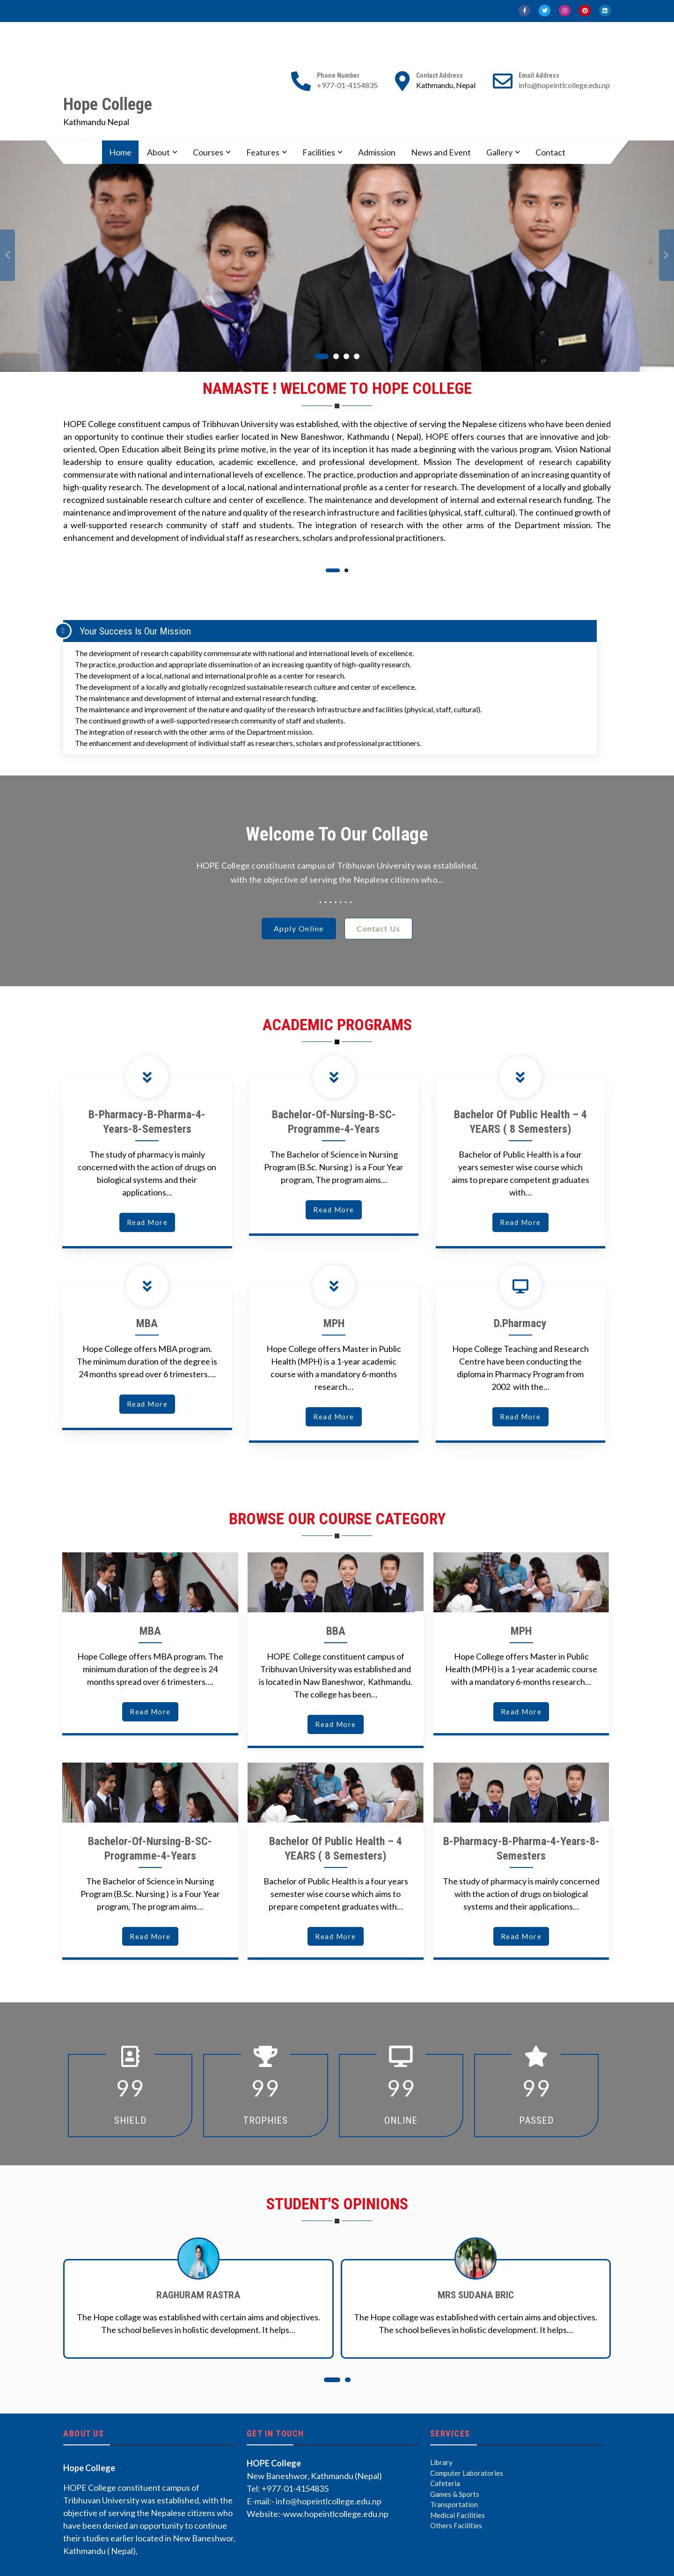 Phone Number
+977-01-4154835
Contact Address
Kathmandu, Nepal
Email Address
info@hopeintlcollege.edu.np
Hope College
Kathmandu Nepal
Home About Courses Features Facilities Admission News and Event Gallery Contact
NAMASTE ! WELCOME TO HOPE COLLEGE
HOPE College constituent campus of Tribhuvan University was established, with the objective of serving the Nepalese citizens who have been denied
an opportunity to continue their studies earlier located in New Baneshwor, Kathmandu ( Nepal), HOPE offers courses that are innovative and job-
oriented, Open Education albeit Being its prime motive, in the year of its inception it has made a beginning with the various program. Vision National
leadership to ensure quality education, academic excellence, and professional development. Mission The development of research capability
commensurate with national and international levels of excellence. The practice, production and appropriate dissemination of an increasing quantity of
high-quality research. The development of a local, national and international profile as a center for research. The development of a locally and globally
recognized sustainable research culture and center of excellence. The maintenance and development of internal and external research funding. The
maintenance and improvement of the nature and quality of the research infrastructure and facilities (physical, staff, cultural). The continued growth of
a well-supported research community of staff and students. The integration of research with the other arms of the Department mission. The
enhancement and development of individual staff as researchers, scholars and professional practitioners.
Your Success Is Our Mission
The development of research capability commensurate with national and international levels of excellence.
The practice, production and appropriate dissemination of an increasing quantity of high-quality research.
The development of a local, national and international profile as a center for research.
The development of a locally and globally recognized sustainable research culture and center of excellence.
The maintenance and development of internal and external research funding.
The maintenance and improvement of the nature and quality of the research infrastructure and facilities (physical, staff, cultural).
The continued growth of a well-supported research community of staff and students.
The integration of research with the other arms of the Department mission.
The enhancement and development of individual staff as researchers, scholars and professional practitioners.
Welcome To Our Collage
HOPE College constituent campus of Tribhuvan University was established,
with the objective of serving the Nepalese citizens who...
Apply Online Contact Us
ACADEMIC PROGRAMS
B-Pharmacy-B-Pharma-4-
Years-8-Semesters
The study of pharmacy is mainly
concerned with the action of drugs on
biological systems and their
applications...
Read More
Bachelor-Of-Nursing-B-SC-
Programme-4-Years
The Bachelor of Science in Nursing
Program (B.Sc. Nursing ) is a Four Year
program, The program aims...
Read More
Bachelor Of Public Health – 4
YEARS ( 8 Semesters)
Bachelor of Public Health is a four
years semester wise course which
aims to prepare competent graduates
with...
Read More
MBA
Hope College offers MBA program.
The minimum duration of the degree is
24 months spread over 6 trimesters....
Read More
MPH
Hope College offers Master in Public
Health (MPH) is a 1-year academic
course with a mandatory 6-months
research...
Read More
D.Pharmacy
Hope College Teaching and Research
Centre have been conducting the
diploma in Pharmacy Program from
2002 with the...
Read More
BROWSE OUR COURSE CATEGORY
MBA
Hope College offers MBA program. The
minimum duration of the degree is 24
months spread over 6 trimesters....
Read More
BBA
HOPE College constituent campus of
Tribhuvan University was established and
is located in Naw Baneshwor, Kathmandu.
The college has been...
Read More
MPH
Hope College offers Master in Public
Health (MPH) is a 1-year academic course
with a mandatory 6-months research...
Read More
Bachelor-Of-Nursing-B-SC-
Programme-4-Years
The Bachelor of Science in Nursing
Program (B.Sc. Nursing ) is a Four Year
program, The program aims...
Read More
Bachelor Of Public Health – 4
YEARS ( 8 Semesters)
Bachelor of Public Health is a four years
semester wise course which aims to
prepare competent graduates with...
Read More
B-Pharmacy-B-Pharma-4-Years-8-
Semesters
The study of pharmacy is mainly concerned
with the action of drugs on biological
systems and their applications...
Read More
99
SHIELD
99
TROPHIES
99
ONLINE
99
PASSED
STUDENT'S OPINIONS
RAGHURAM RASTRA
The Hope collage was established with certain aims and objectives.
The school believes in holistic development. It helps...
MRS SUDANA BRIC
The Hope collage was established with certain aims and objectives.
The school believes in holistic development. It helps...
ABOUT US
Hope College
HOPE College constituent campus of
Tribhuvan University was established, with the
objective of serving the Nepalese citizens who
have been denied an opportunity to continue
their studies earlier located in New Baneshwor,
Kathmandu ( Nepal),
GET IN TOUCH
HOPE College
New Baneshwor, Kathmandu (Nepal)
Tel: +977-01-4154835
E-mail:- info@hopeintlcollege.edu.np
Website:-www.hopeintlcollege.edu.np
SERVICES
Library
Computer Laboratories
Cafeteria
Games & Sports
Transportation
Medical Facilities
Others Facilities